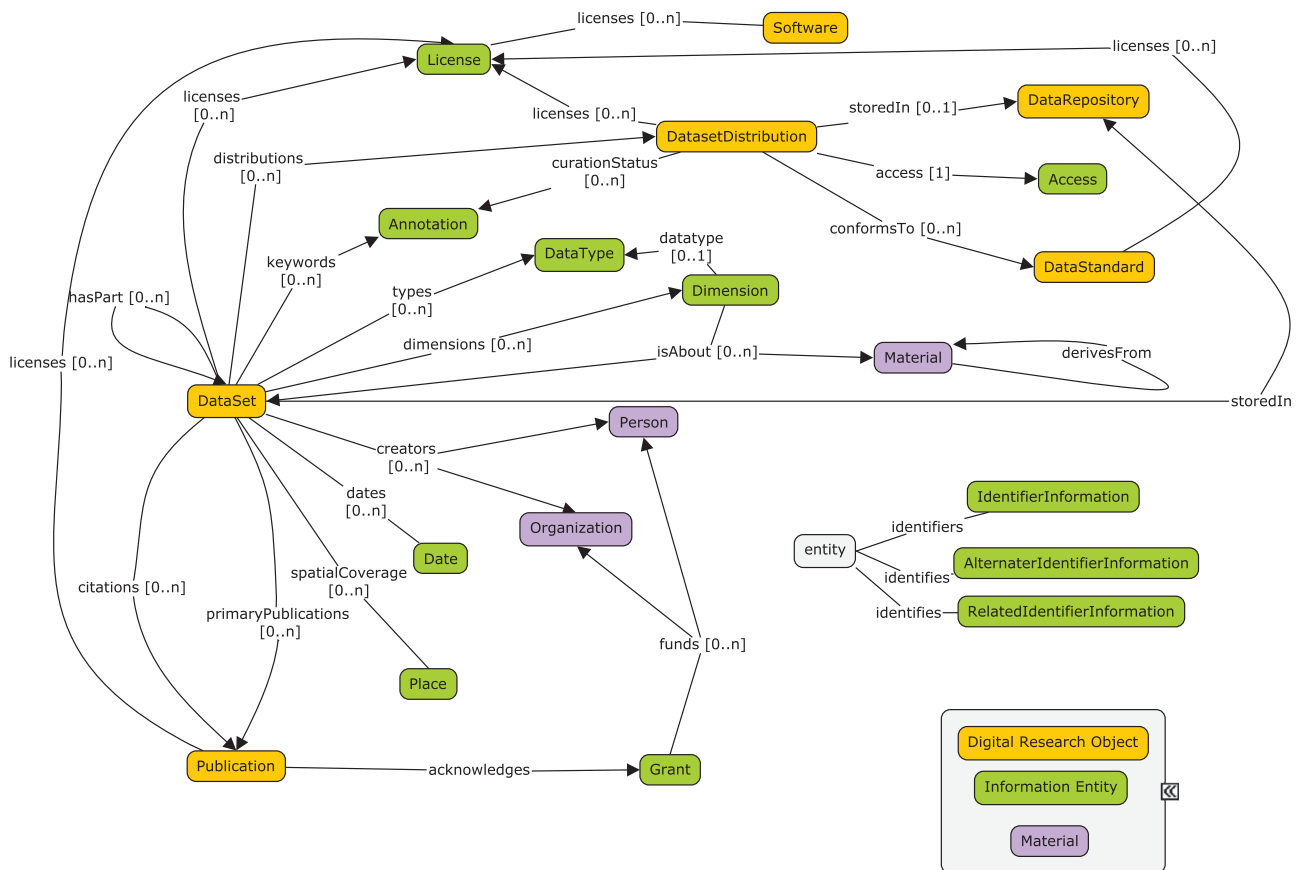 licenses [0..n]
Software
License
licenses [0..n]
licenses
[0..n]
licenses [0..n]
storedIn [0..1]
DataRepository
DatasetDistribution
distributions
[0..n]
curationStatus
[0..n]
access [1]
Access
Annotation
conformsTo [0..n]
keywords
[0..n]
DataType
datatype
[0..1]
DataStandard
hasPart [0..n]
types
[0..n]
Dimension
dimensions [0..n]
isAbout [0..n]
Material
derivesFrom
licenses [0..n]
DataSet
storedIn
Person
creators
[0..n]
dates
[0..n]
Organization
IdentifierInformation
identifiers
entity
Date
AlternaterIdentifierInformation
identifies
spatialCoverage
[0..n]
citations [0..n]
RelatedIdentifierInformation
identifies
primaryPublications
[0..n]
funds [0..n]
Place
Publication
acknowledges
Grant
Digital Research Object
Information Entity
Material